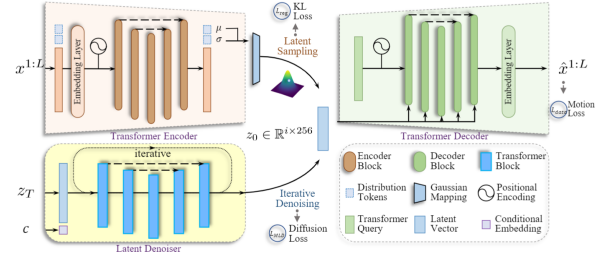 μ
σ
L_reg
KL
Loss
Latent
Sampling
x^{1:L}
Embedding Layer
Transformer Encoder
Embedding Layer
x̂^{1:L}
Motion
Loss
Transformer Decoder
z_0 ∈ ℝ^{i×256}
iterative
z_T
c
Latent Denoiser
Iterative
Denoising
Diffusion
Loss
Encoder
Block
Decoder
Block
Transformer
Block
Distribution
Tokens
Gaussian
Mapping
Positional
Encoding
Transformer
Query
Latent
Vector
Conditional
Embedding